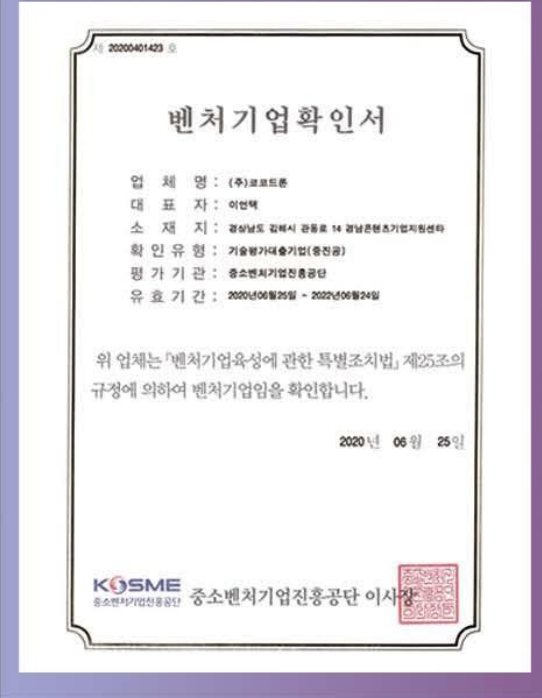 제 20200401423 호
벤처기업확인서
업 체 명 : (주)코코드론
대 표 자 : 이언택
소 재 지 : 경상남도 김해시 관동로 14 경남콘텐츠기업지원센타
확 인 유 형 : 기술평가대출기업(중진공)
평 가 기 관 : 중소벤처기업진흥공단
유 효 기 간 : 2020년06월25일 ~ 2022년06월24일
위 업체는 「벤처기업육성에 관한 특별조치법」 제25조의
규정에 의하여 벤처기업임을 확인합니다.
2020 년 06 월 25 일
KOSME
중소벤처기업진흥공단
중소벤처기업진흥공단 이사장